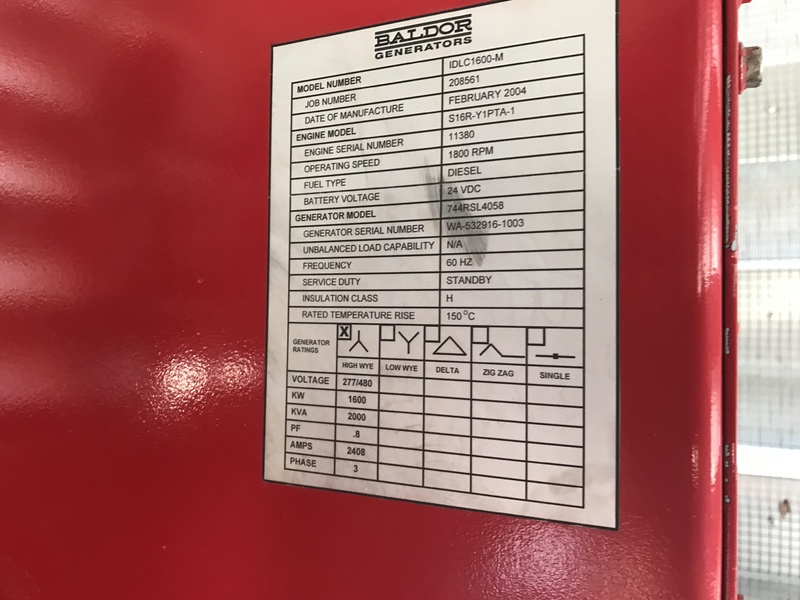 BALDOR
GENERATORS
MODEL NUMBER IDLC1600-M
JOB NUMBER 208561
DATE OF MANUFACTURE FEBRUARY 2004
ENGINE MODEL S16R-Y1PTA-1
ENGINE SERIAL NUMBER 11380
OPERATING SPEED 1800 RPM
FUEL TYPE DIESEL
BATTERY VOLTAGE 24 VDC
GENERATOR MODEL 744RSL4058
GENERATOR SERIAL NUMBER WA-532916-1003
UNBALANCED LOAD CAPABILITY N/A
FREQUENCY 60 HZ
SERVICE DUTY STANDBY
INSULATION CLASS H
RATED TEMPERATURE RISE 150 °C
GENERATOR RATINGS X HIGH WYE LOW WYE DELTA ZIG ZAG SINGLE
VOLTAGE 277/480
KW 1600
KVA 2000
PF .8
AMPS 2408
PHASE 3